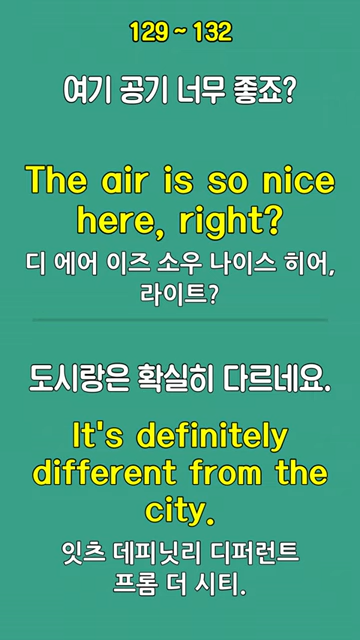 129 ~ 132
여기 공기 너무 좋죠?
The air is so nice
here, right?
디 에어 이즈 소우 나이스 히어,
라이트?
도시랑은 확실히 다르네요.
It's definitely
different from the
city.
잇츠 데피닛리 디퍼런트
프롬 더 시티.